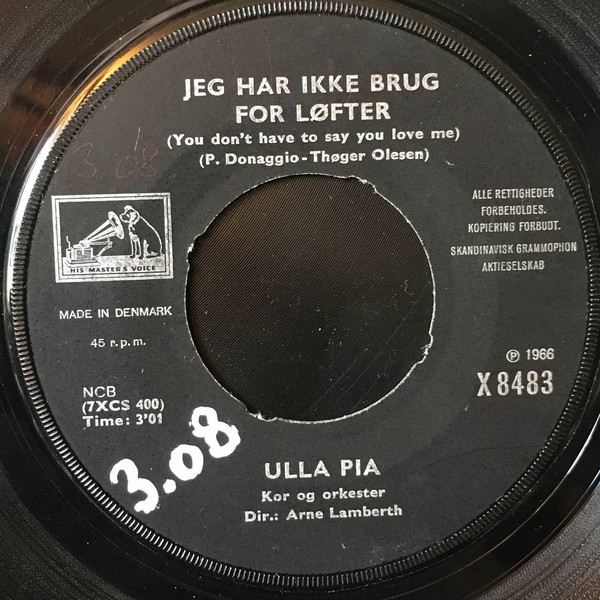 JEG HAR IKKE BRUG
FOR LØFTER
(You don't have to say you love me)
(P. Donaggio-Thøger Olesen)
3 08
HIS MASTER'S VOICE
ALLE RETTIGHEDER
FORBEHOLDES.
KOPIERING FORBUDT.
SKANDINAVISK GRAMMOPHON
AKTIESELSKAB
MADE IN DENMARK
45 r.p.m.
℗ 1966
X 8483
NCB
(7XCS 400)
Time: 3'01
3.08
ULLA PIA
Kor og orkester
Dir.: Arne Lamberth